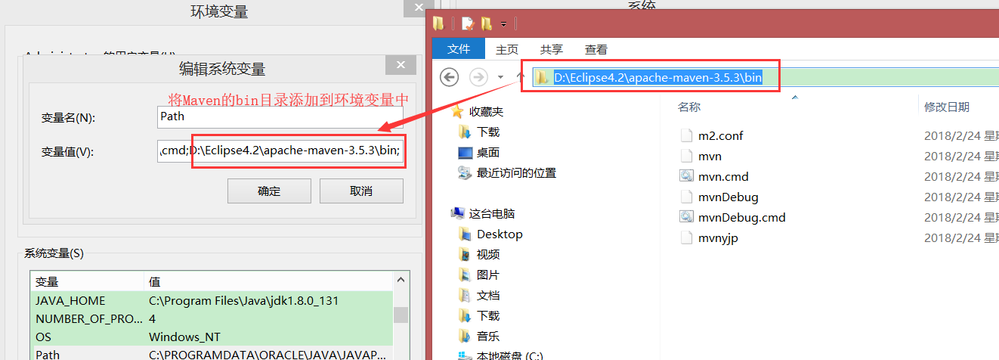 环境变量
系统
编辑系统变量
将Maven的bin目录添加到环境变量中
变量名(N):
Path
变量值(V):
\cmd;D:\Eclipse4.2\apache-maven-3.5.3\bin;
确定
取消
系统变量(S)
变量
值
JAVA_HOME
C:\Program Files\Java\jdk1.8.0_131
NUMBER_OF_PRO...
4
OS
Windows_NT
Path
C:\PROGRAMDATA\ORACLE\JAVA\JAVAP...
文件
主页
共享
查看
D:\Eclipse4.2\apache-maven-3.5.3\bin
收藏夹
下载
桌面
最近访问的位置
这台电脑
Desktop
视频
图片
文档
下载
音乐
本地磁盘 (C:)
名称
修改日期
m2.conf
2018/2/24 星期
mvn
2018/2/24 星期
mvn.cmd
2018/2/24 星期
mvnDebug
2018/2/24 星期
mvnDebug.cmd
2018/2/24 星期
mvnyjp
2018/2/24 星期